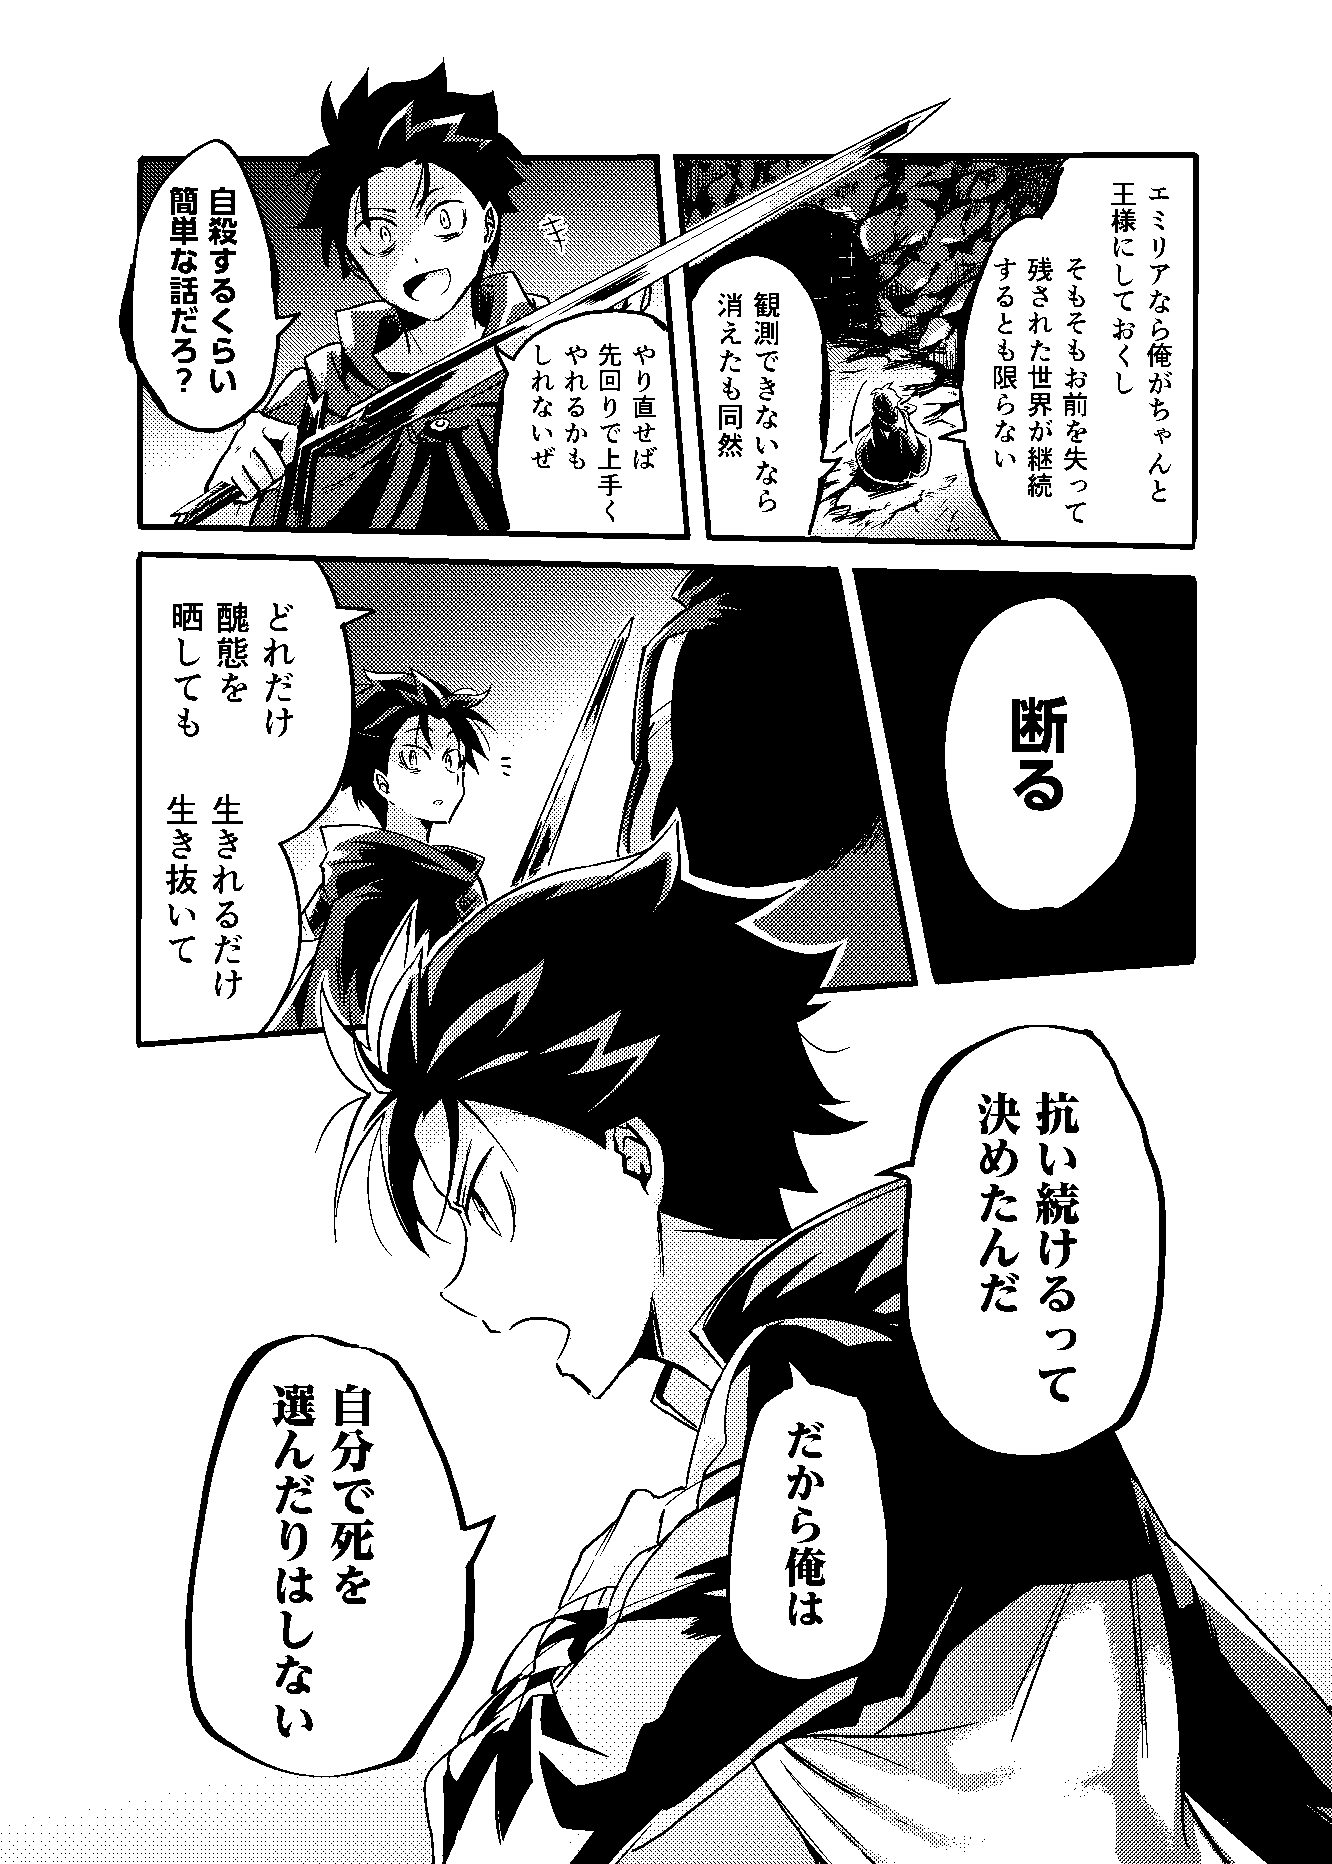 エミリアなら俺がちゃんと
王様にしておくし
そもそもお前を失って
残された世界が継続
するとも限らない
観測できないなら
消えたも同然
やり直せば
先回りで上手く
やれるかも
しれないぜ
自殺するくらい
簡単な話だろ？
断る
どれだけ
醜態を
晒しても
生きれるだけ
生き抜いて
抗い続けるって
決めたんだ
だから俺は
自分で死を
選んだりはしない